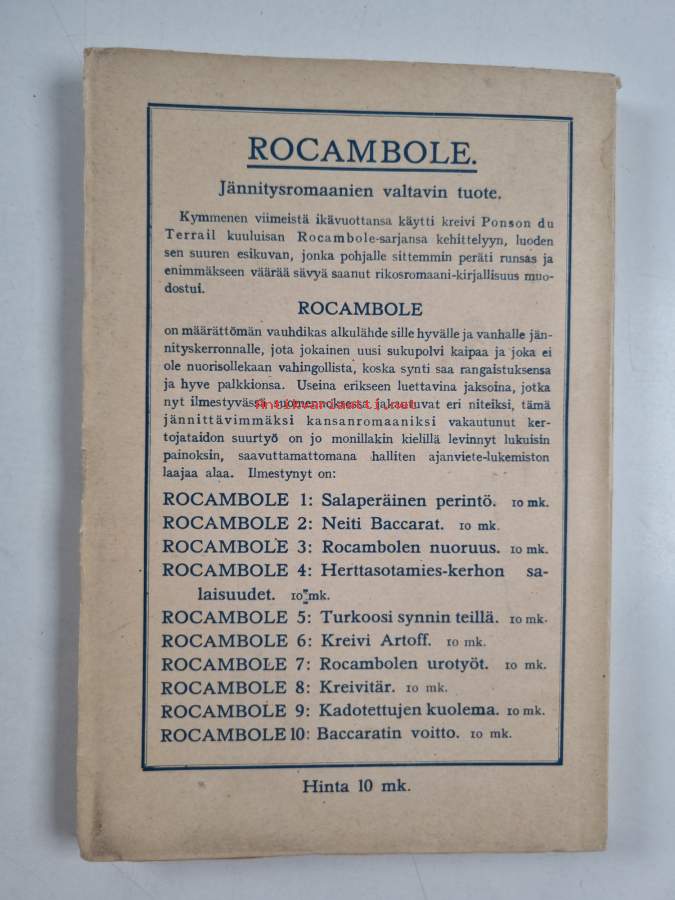 ROCAMBOLE.
Jännitysromaanien valtavin tuote.
Kymmenen viimeistä ikävuottansa käytti kreivi Ponson du
Terrail kuuluisan Rocambole-sarjansa kehittelyyn, luoden
sen suuren esikuvan, jonka pohjalle sittemmin peräti runsas ja
enimmäkseen väärää sävyä saanut rikosromaani-kirjallisuus muo-
dostui.
ROCAMBOLE
on määrättömän vauhdikas alkulähde sille hyvälle ja vanhalle jän-
nityskerronnalle, jota jokainen uusi sukupolvi kaipaa ja joka ei
ole nuorisollekaan vahingollista, koska synti saa rangaistuksensa
ja hyve palkkionsa. Useina erikseen luettavina jaksoina, jotka
nyt ilmestyvässä suomennoksessa jakautuvat eri niteiksi, tämä
Antikvariaatti.net
jännittävimmäksi kansanromaaniksi vakautunut ker-
tojataidon suurtyö on jo monillakin kielillä levinnyt lukuisin
painoksin, saavuttamattomana halliten ajanviete-lukemiston
laajaa alaa. Ilmestynyt on:
ROCAMBOLE 1: Salaperäinen perintö. 10 mk.
ROCAMBOLE 2: Neiti Baccarat. 10 mk.
ROCAMBOLE 3: Rocambolen nuoruus. 10 mk.
ROCAMBOLE 4: Herttasotamies-kerhon sa-
laisuudet. 10 mk.
ROCAMBOLE 5: Turkoosi synnin teillä. 10 mk.
ROCAMBOLE 6: Kreivi Artoff. 10 mk.
ROCAMBOLE 7: Rocambolen urotyöt. 10 mk.
ROCAMBOLE 8: Kreivitär. 10 mk.
ROCAMBOLE 9: Kadotettujen kuolema. 10 mk.
ROCAMBOLE 10: Baccaratin voitto. 10 mk.
Hinta 10 mk.